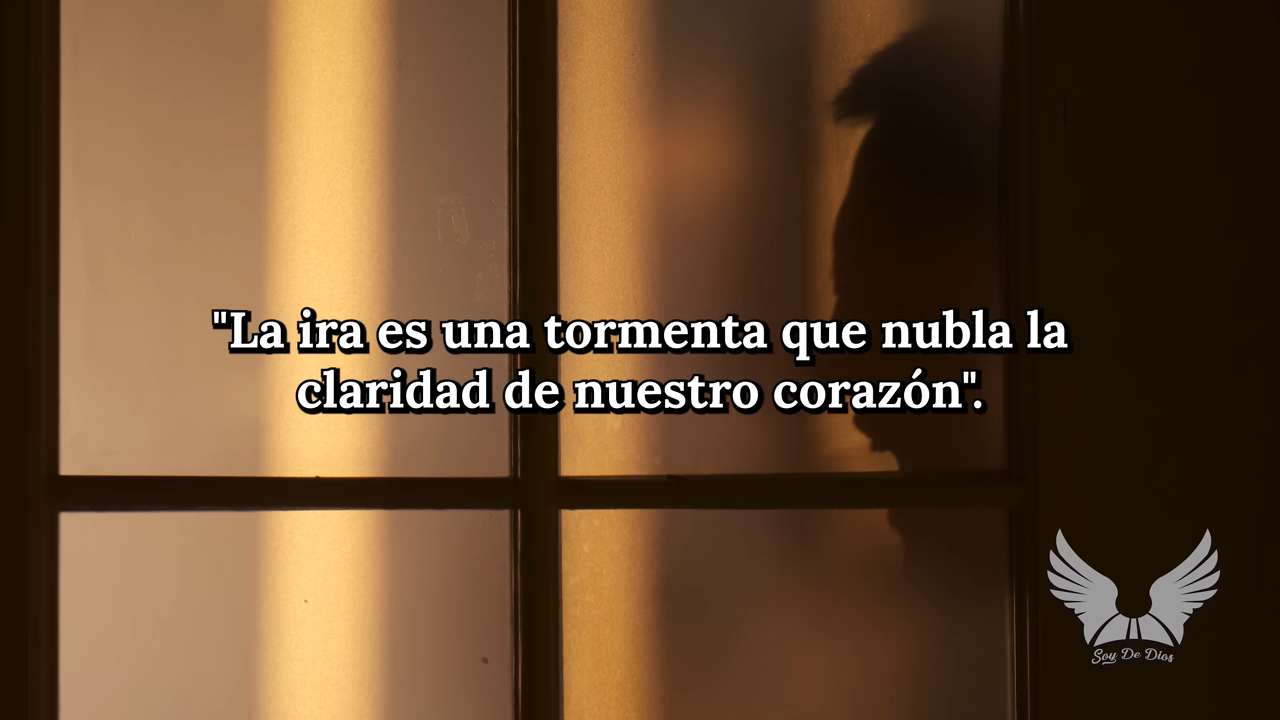 "La ira es una tormenta que nubla la
claridad de nuestro corazón".
Soy De Dios